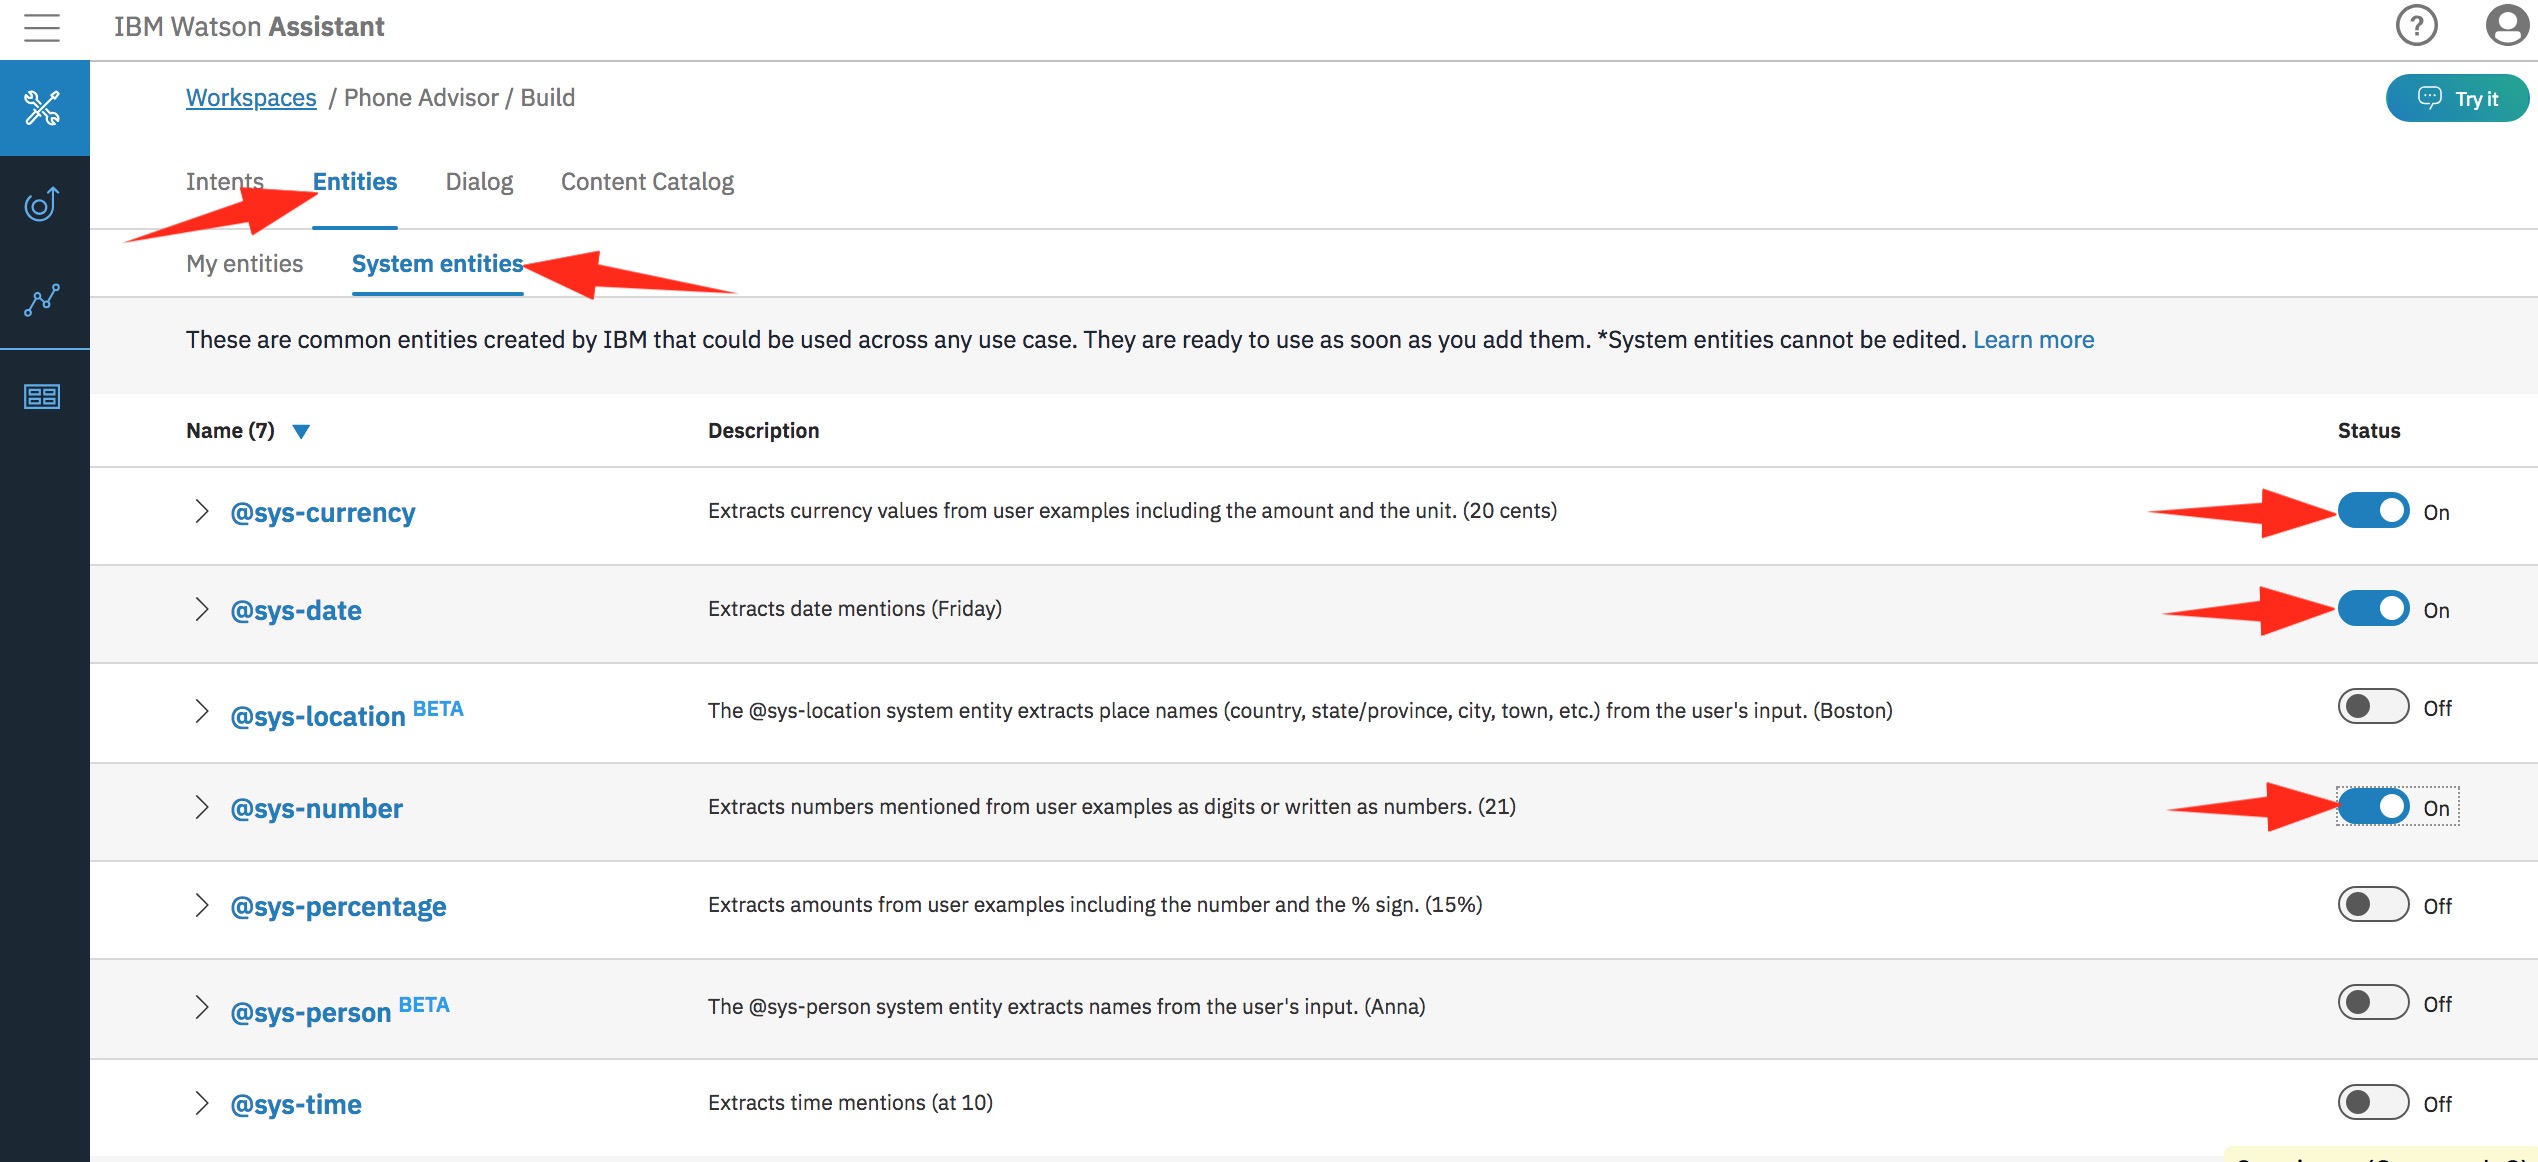 IBM Watson Assistant
Workspaces / Phone Advisor / Build
Try it
Intents Entities Dialog Content Catalog
My entities System entities
These are common entities created by IBM that could be used across any use case. They are ready to use as soon as you add them. *System entities cannot be edited. Learn more
Name (7) Description Status
@sys-currency Extracts currency values from user examples including the amount and the unit. (20 cents) On
@sys-date Extracts date mentions (Friday) On
@sys-location BETA The @sys-location system entity extracts place names (country, state/province, city, town, etc.) from the user's input. (Boston) Off
@sys-number Extracts numbers mentioned from user examples as digits or written as numbers. (21) On
@sys-percentage Extracts amounts from user examples including the number and the % sign. (15%) Off
@sys-person BETA The @sys-person system entity extracts names from the user's input. (Anna) Off
@sys-time Extracts time mentions (at 10) Off